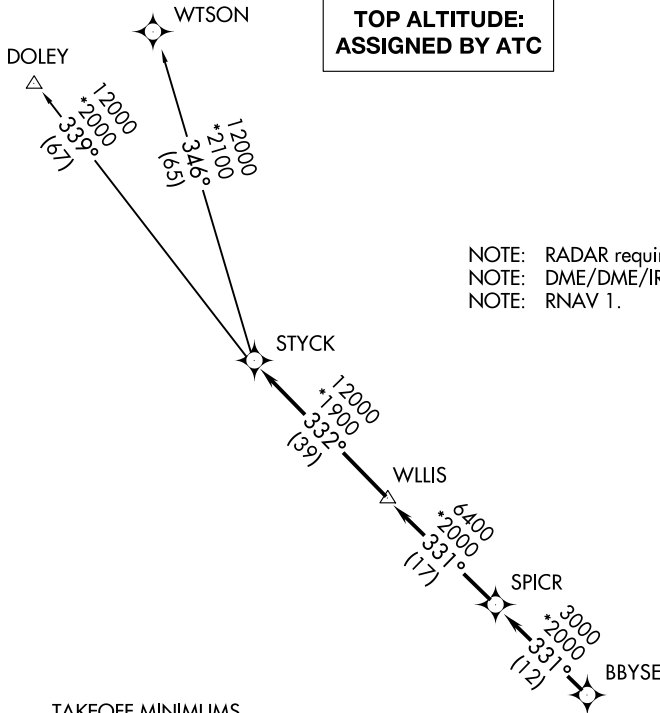 WTSON
TOP ALTITUDE:
ASSIGNED BY ATC
DOLEY
12000
*2000
339°
(67)
12000
*2100
346°
(65)
NOTE: RADAR
NOTE: DME/DME/
NOTE: RNAV 1.
STYCK
12000
*1900
332°
(39)
WLLIS
6400
*2000
331°
(17)
SPICR
3000
*2000
331°
(12)
BBYSE
TAKEOFF MINIMUMS